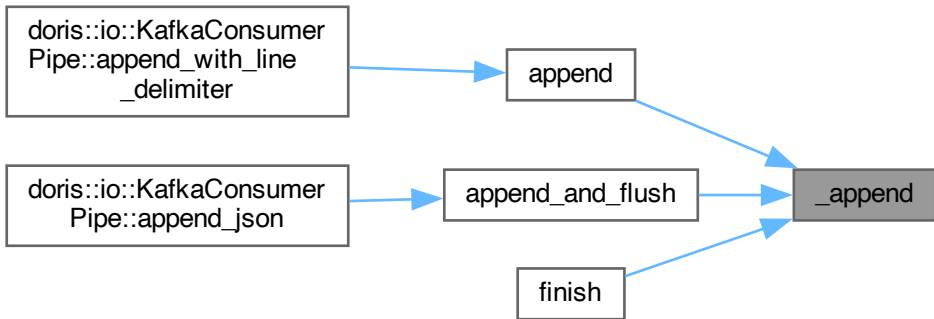 doris::io::KafkaConsumer
Pipe::append_with_line
_delimiter
append
doris::io::KafkaConsumer
Pipe::append_json
append_and_flush
_append
finish